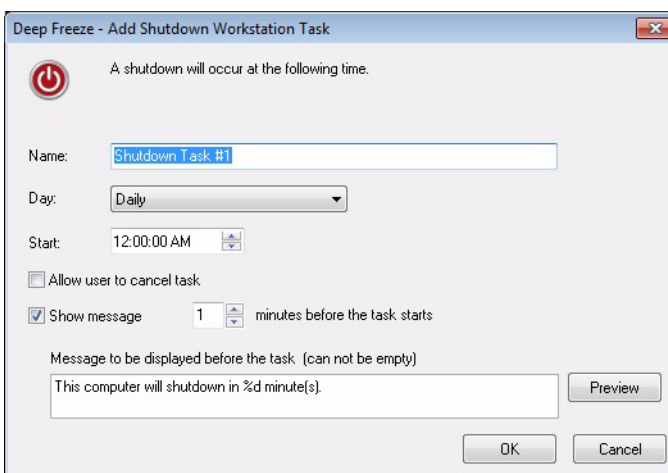 Deep Freeze - Add Shutdown Workstation Task
A shutdown will occur at the following time.
Name: Shutdown Task #1
Day: Daily
Start: 12:00:00 AM
Allow user to cancel task
Show message 1 minutes before the task starts
Message to be displayed before the task (can not be empty)
This computer will shutdown in %d minute(s).
Preview
OK Cancel